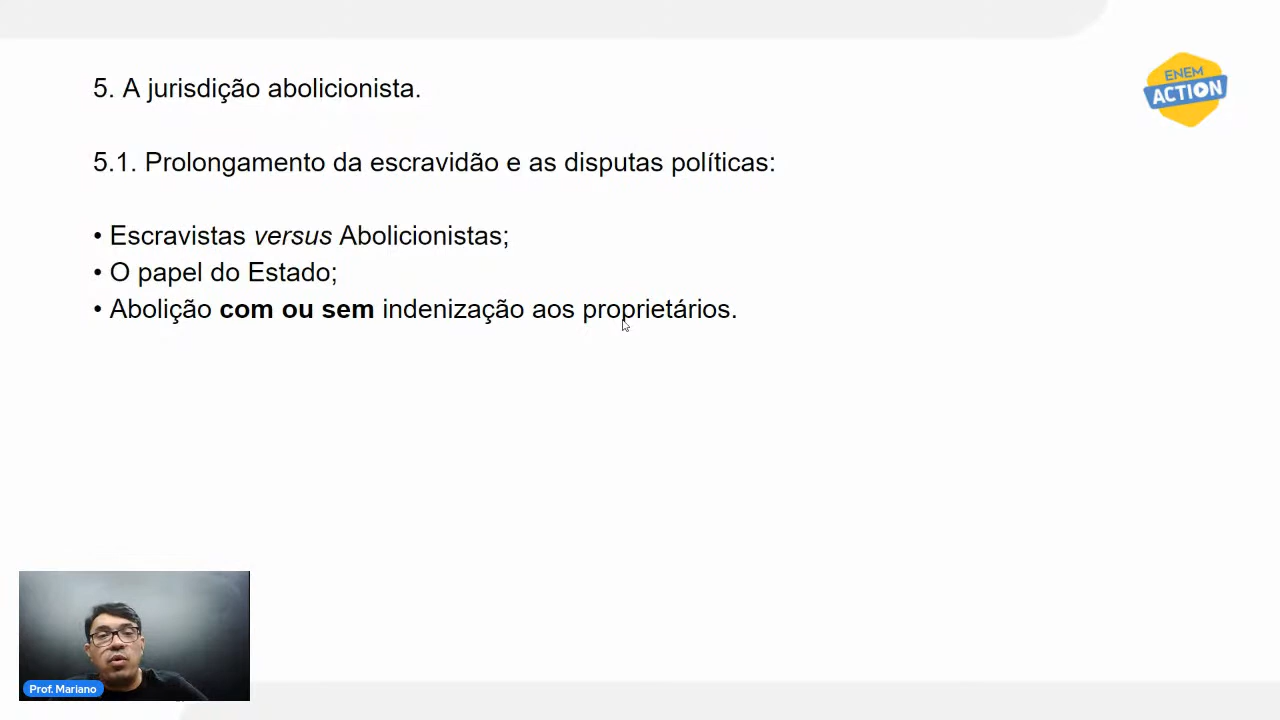 ENEM
ACTION
5. A jurisdição abolicionista.
5.1. Prolongamento da escravidão e as disputas políticas:
• Escravistas versus Abolicionistas;
• O papel do Estado;
• Abolição com ou sem indenização aos proprietários.
Prof. Mariano